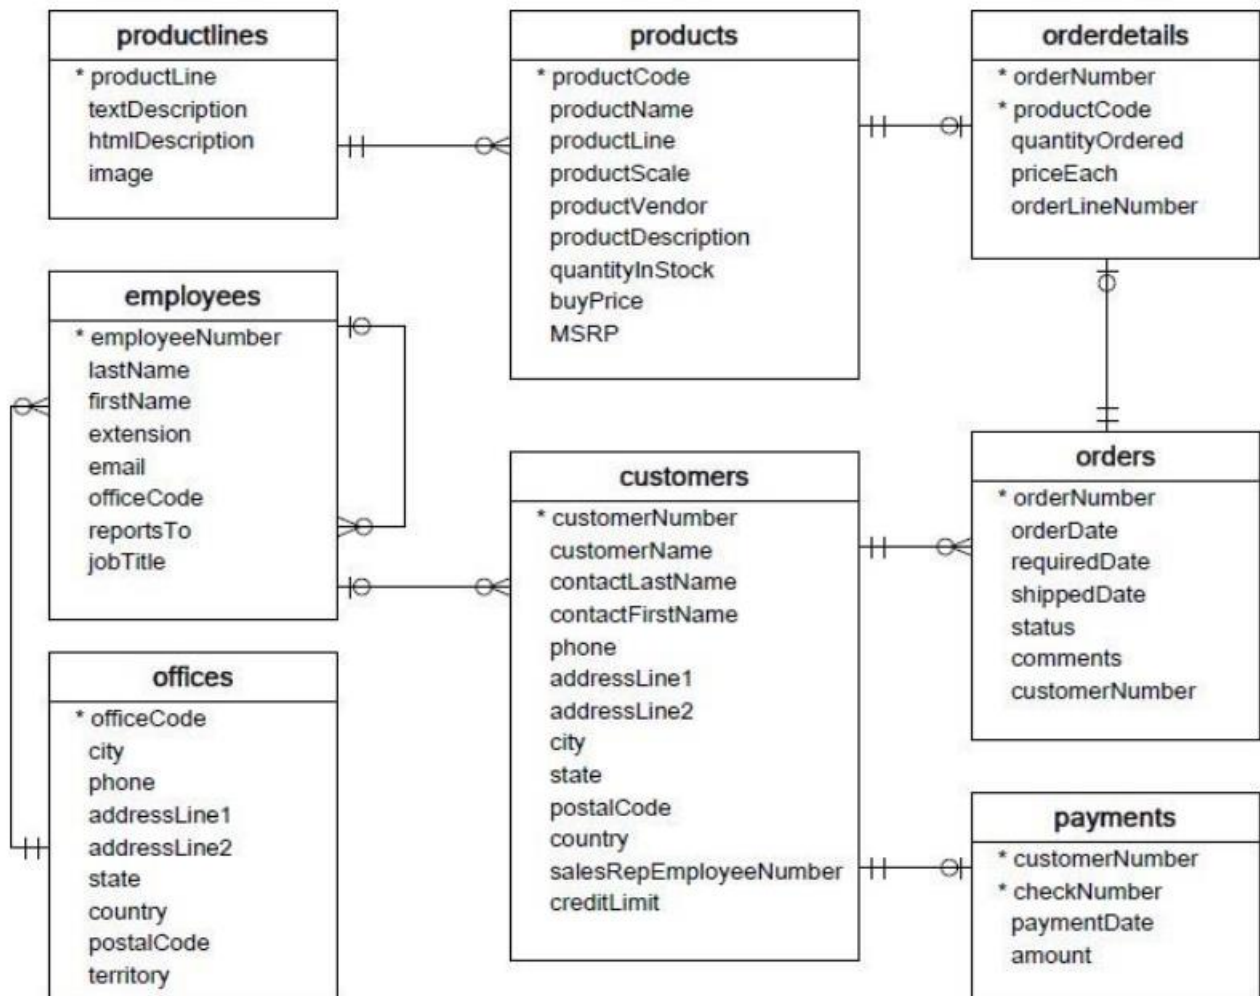 productlines
* productLine
textDescription
htmlDescription
image
products
* productCode
productName
productLine
productScale
productVendor
productDescription
quantityInStock
buyPrice
MSRP
orderdetails
* orderNumber
* productCode
quantityOrdered
priceEach
orderLineNumber
employees
* employeeNumber
lastName
firstName
extension
email
officeCode
reportsTo
jobTitle
customers
* customerNumber
customerName
contactLastName
contactFirstName
phone
addressLine1
addressLine2
city
state
postalCode
country
salesRepEmployeeNumber
creditLimit
orders
* orderNumber
orderDate
requiredDate
shippedDate
status
comments
customerNumber
offices
* officeCode
city
phone
addressLine1
addressLine2
state
country
postalCode
territory
payments
* customerNumber
* checkNumber
paymentDate
amount